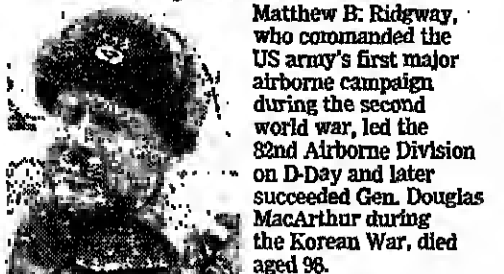 Matthew B. Ridgway,
who commanded the
US army's first major
airborne campaign
during the second
world war, led the
82nd Airborne Division
on D-Day and later
succeeded Gen. Douglas
MacArthur during
the Korean War, died
aged 98.